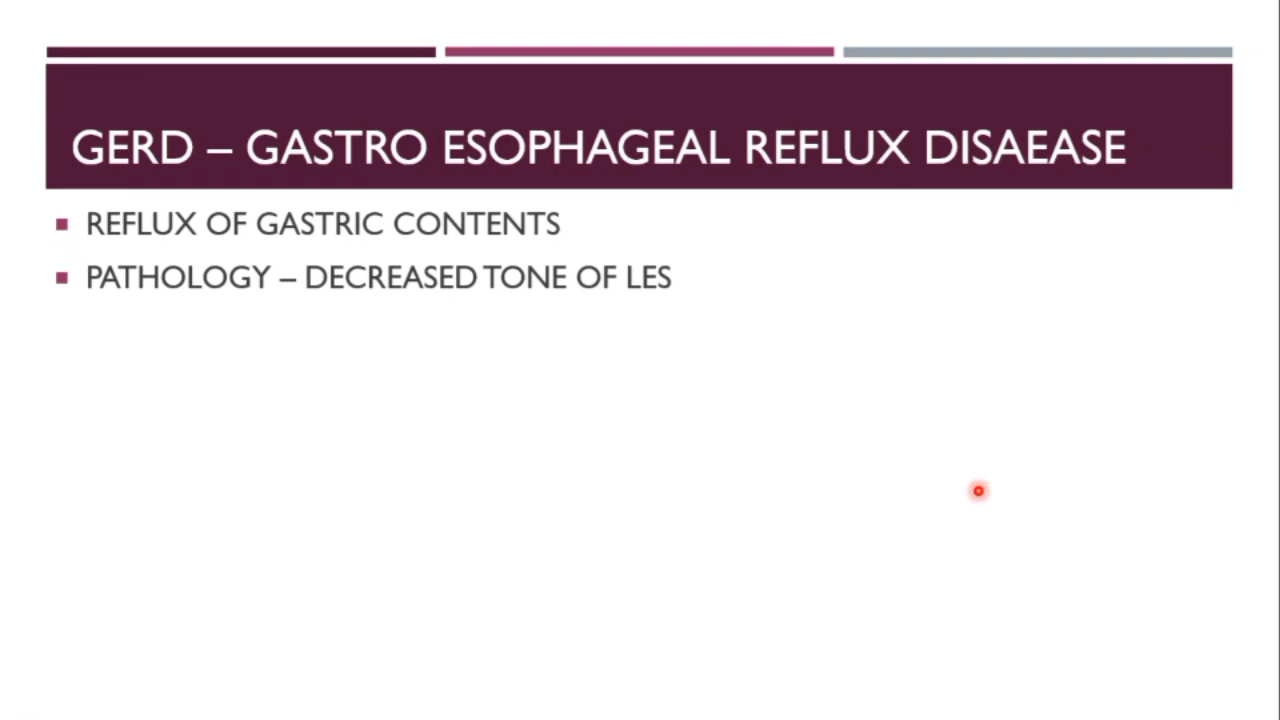 GERD – GASTRO ESOPHAGEAL REFLUX DISAEASE
REFLUX OF GASTRIC CONTENTS
PATHOLOGY – DECREASED TONE OF LES